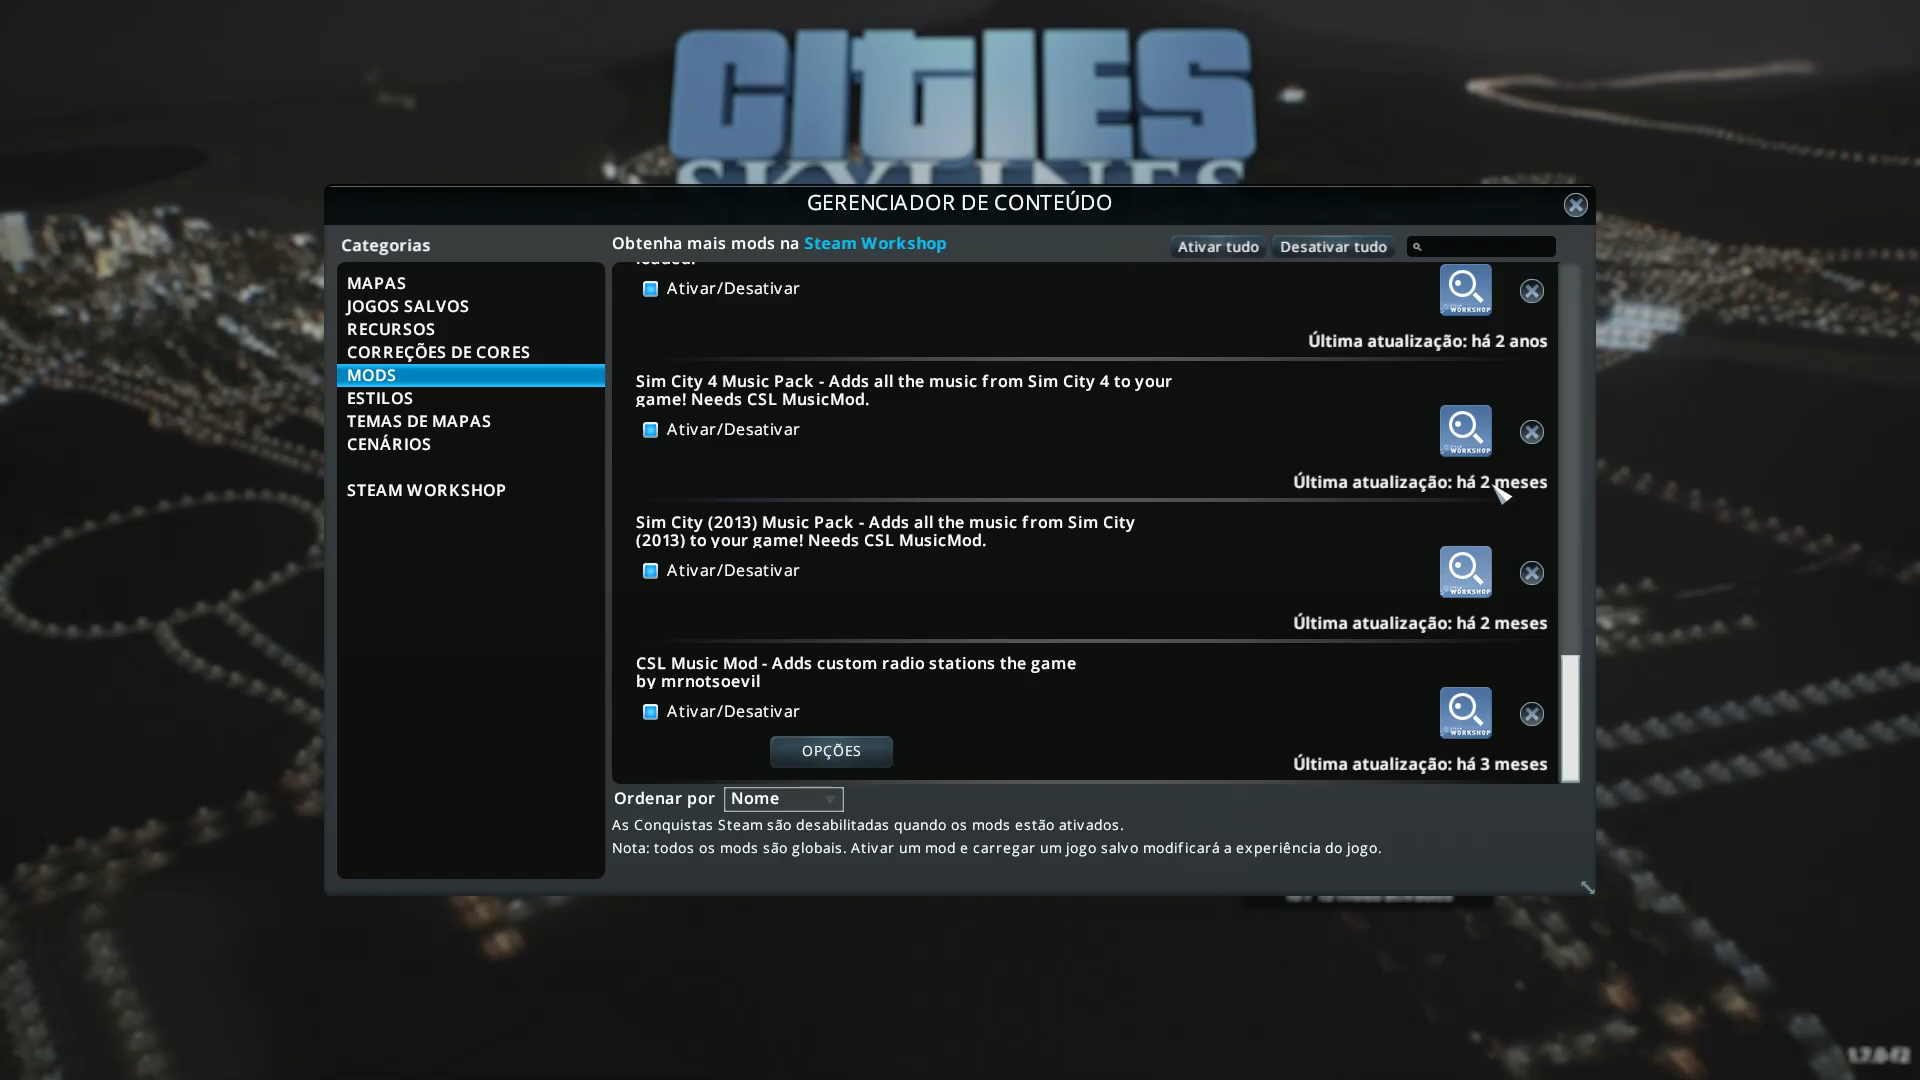 CITIES
SKYLINES
GERENCIADOR DE CONTEÚDO
Categorias
Obtenha mais mods na Steam Workshop
Ativar tudo
Desativar tudo
MAPAS
JOGOS SALVOS
RECURSOS
CORREÇÕES DE CORES
MODS
ESTILOS
TEMAS DE MAPAS
CENÁRIOS
STEAM WORKSHOP
loaded.
Ativar/Desativar
WORKSHOP
Última atualização: há 2 anos
Sim City 4 Music Pack - Adds all the music from Sim City 4 to your
game! Needs CSL MusicMod.
Ativar/Desativar
WORKSHOP
Última atualização: há 2 meses
Sim City (2013) Music Pack - Adds all the music from Sim City
(2013) to your game! Needs CSL MusicMod.
Ativar/Desativar
WORKSHOP
Última atualização: há 2 meses
CSL Music Mod - Adds custom radio stations the game
by mrnotsoevil
Ativar/Desativar
WORKSHOP
OPÇÕES
Última atualização: há 3 meses
Ordenar por Nome
As Conquistas Steam são desabilitadas quando os mods estão ativados.
Nota: todos os mods são globais. Ativar um mod e carregar um jogo salvo modificará a experiência do jogo.